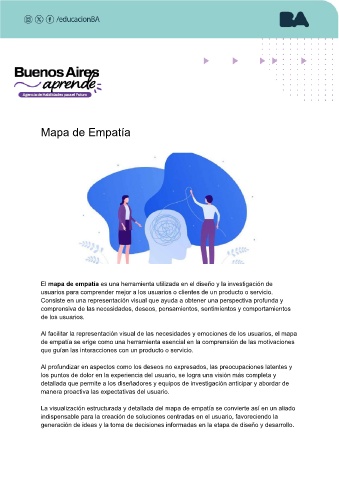 /educacionBA
BA
Buenos Aires
aprende
Agencia de Habilidades para el Futuro
Mapa de Empatía
El mapa de empatía es una herramienta utilizada en el diseño y la investigación de
usuarios para comprender mejor a los usuarios o clientes de un producto o servicio.
Consiste en una representación visual que ayuda a obtener una perspectiva profunda y
comprensiva de las necesidades, deseos, pensamientos, sentimientos y comportamientos
de los usuarios.
Al facilitar la representación visual de las necesidades y emociones de los usuarios, el mapa
de empatía se erige como una herramienta esencial en la comprensión de las motivaciones
que guían las interacciones con un producto o servicio.
Al profundizar en aspectos como los deseos no expresados, las preocupaciones latentes y
los puntos de dolor en la experiencia del usuario, se logra una visión más completa y
detallada que permite a los diseñadores y equipos de investigación anticipar y abordar de
manera proactiva las expectativas del usuario.
La visualización estructurada y detallada del mapa de empatía se convierte así en un aliado
indispensable para la creación de soluciones centradas en el usuario, favoreciendo la
generación de ideas y la toma de decisiones informadas en la etapa de diseño y desarrollo.